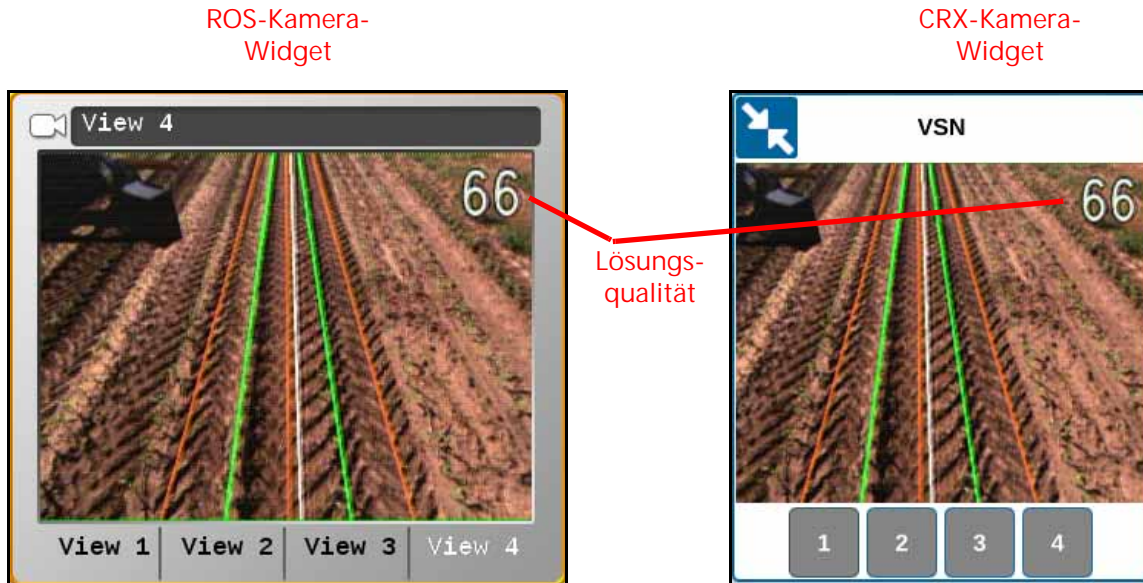 ROS-Kamera-
Widget
CRX-Kamera-
Widget
View 4
66
View 1 View 2 View 3 View 4
Lösungs-
qualität
VSN
66
1 2 3 4